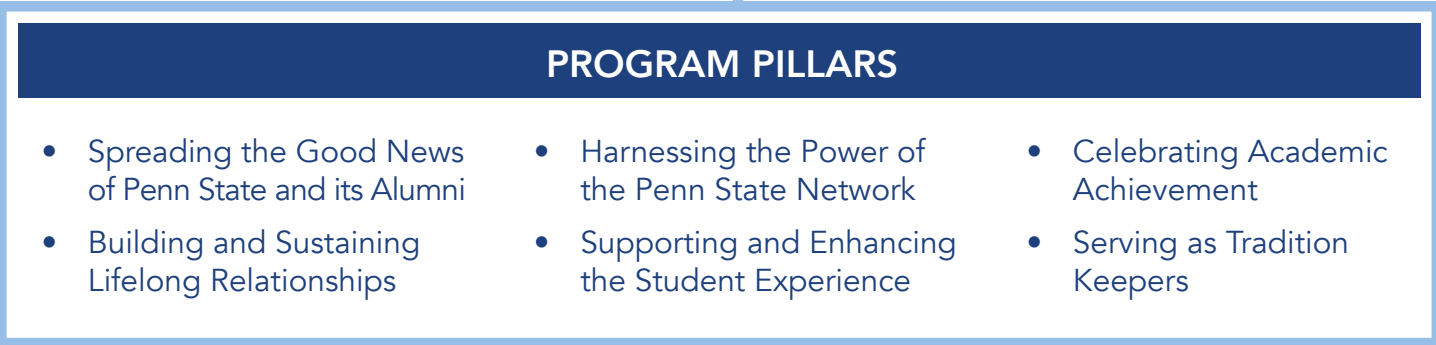 PROGRAM PILLARS
• Spreading the Good News
of Penn State and its Alumni
• Building and Sustaining
Lifelong Relationships
• Harnessing the Power of
the Penn State Network
• Supporting and Enhancing
the Student Experience
• Celebrating Academic
Achievement
• Serving as Tradition
Keepers